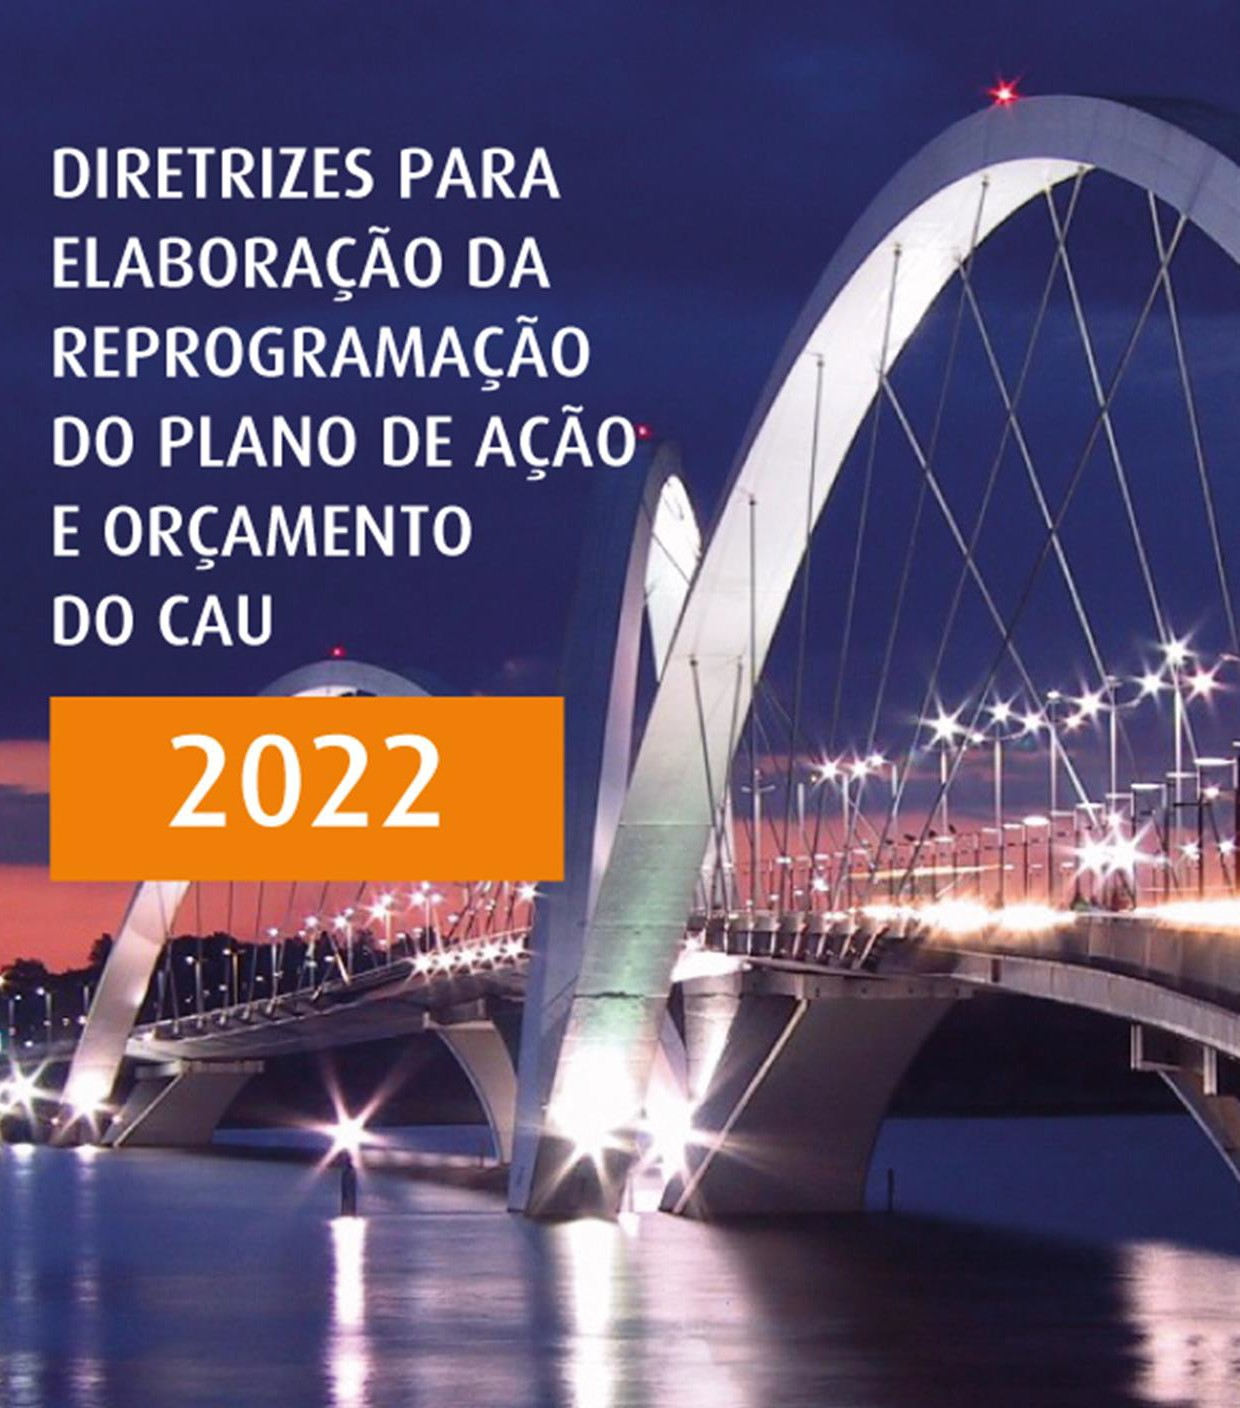 DIRETRIZES PARA
ELABORAÇÃO DA
REPROGRAMAÇÃO
DO PLANO DE AÇÃO
E ORÇAMENTO
DO CAU
2022